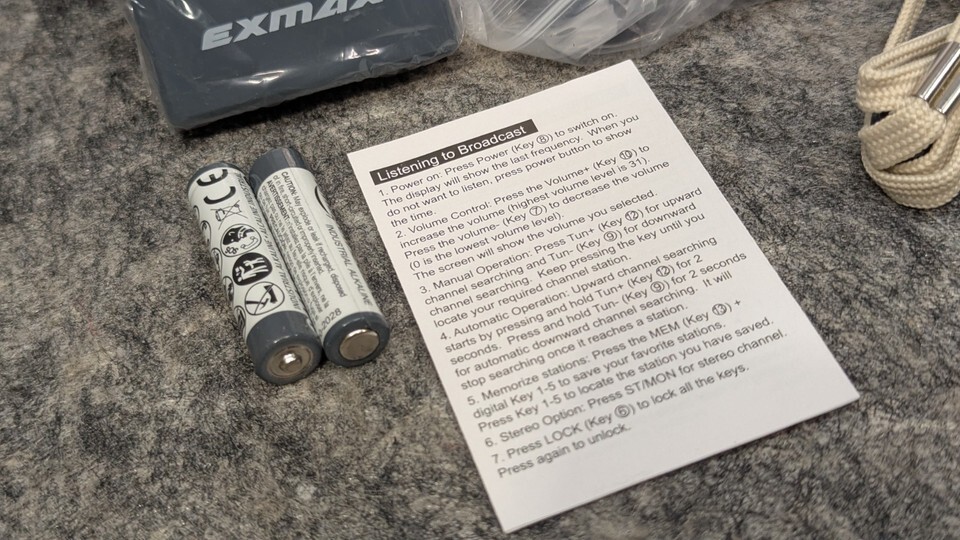 EXMAX
CE
CAUTION: May explode or leak if recharged, disposed
INDUSTRIAL ALKALINE
2028
Listening to Broadcast
1. Power on: Press Power (Key ⑧) to switch on.
The display will show the last frequency. When you
do not want to listen, press power button to show
the time.
2. Volume Control: Press the Volume+ (Key ⑩) to
increase the volume (highest volume level is 31).
Press the volume- (Key ⑦) to decrease the volume
(0 is the lowest volume level).
The screen will show the volume you selected.
3. Manual Operation: Press Tun+ (Key ⑫) for upward
channel searching and Tun- (Key ⑨) for downward
channel searching. Keep pressing the key until you
locate your required channel station.
4. Automatic Operation: Upward channel searching
starts by pressing and hold Tun+ (Key ⑫) for 2
seconds. Press and hold Tun- (Key ⑨) for 2 seconds
for automatic downward channel searching. It will
stop searching once it reaches a station.
5. Memorize stations: Press the MEM (Key ⑬) +
digital Key 1-5 to save your favorite stations.
Press Key 1-5 to locate the station you have saved.
6. Stereo Option: Press ST/MON for stereo channel.
7. Press LOCK (Key ⑤) to lock all the keys.
Press again to unlock.